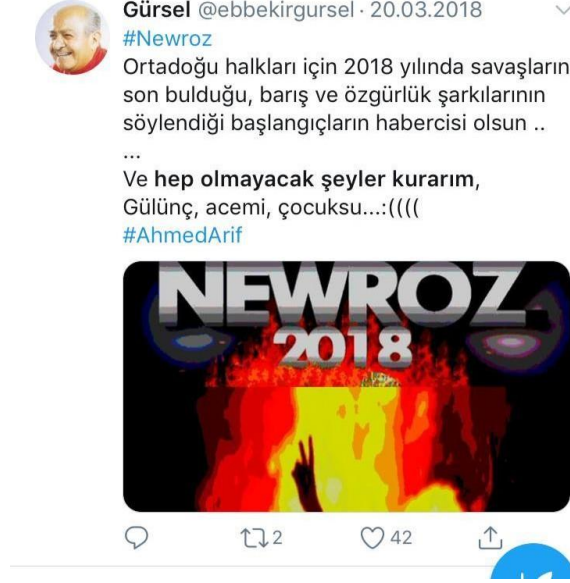 Gürsel @ebbekirgursel · 20.03.2018
#Newroz
Ortadoğu halkları için 2018 yılında savaşların
son bulduğu, barış ve özgürlük şarkılarının
söylendiği başlangıçların habercisi olsun ..
...
Ve hep olmayacak şeyler kurarım,
Gülünç, acemi, çocuksu...:((((
#AhmedArif
NEWROZ
2018
2 42